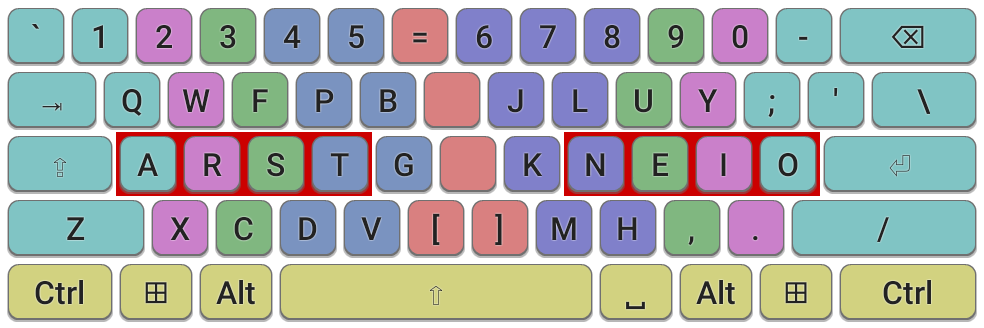 ` 1 2 3 4 5 = 6 7 8 9 0 - ⌫
⇥ Q W F P B J L U Y ; ' \
⇧ A R S T G K N E I O ⏎
Z X C D V [ ] M H , . /
Ctrl ⊞ Alt ⇧ ⎵ Alt ⊞ Ctrl